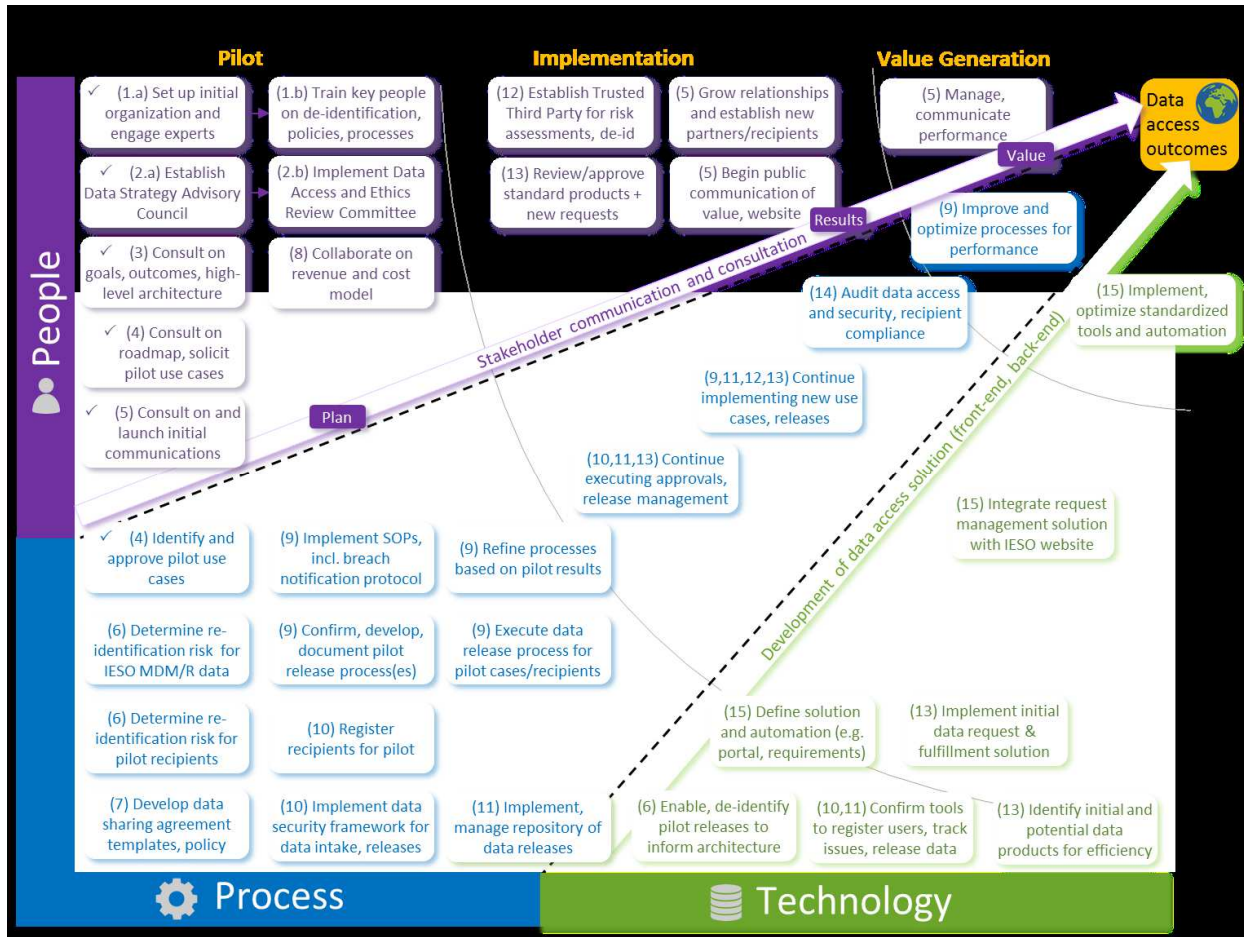 Pilot
Implementation
Value Generation
✓ (1.a) Set up initial
organization and
engage experts
(1.b) Train key people
on de-identification,
policies, processes
(12) Establish Trusted
Third Party for risk
assessments, de-id
(5) Grow relationships
and establish new
partners/recipients
(5) Manage,
communicate
performance
Data
access
outcomes
✓ (2.a) Establish
Data Strategy Advisory
Council
(2.b) Implement Data
Access and Ethics
Review Committee
(13) Review/approve
standard products +
new requests
(5) Begin public
communication of
value, website
Value
Results
Plan
Stakeholder communication and consultation
✓ (3) Consult on
goals, outcomes, high-
level architecture
(8) Collaborate on
revenue and cost
model
(9) Improve and
optimize processes for
performance
✓ (4) Consult on
roadmap, solicit
pilot use cases
(14) Audit data access
and security, recipient
compliance
(15) Implement,
optimize standardized
tools and automation
✓ (5) Consult on and
launch initial
communications
(9,11,12,13) Continue
implementing new use
cases, releases
(10,11,13) Continue
executing approvals,
release management
Development of data access solution (front-end, back-end)
People
✓ (4) Identify and
approve pilot use
cases
(9) Implement SOPs,
incl. breach
notification protocol
(9) Refine processes
based on pilot results
(15) Integrate request
management solution
with IESO website
(6) Determine re-
identification risk for
IESO MDM/R data
(9) Confirm, develop,
document pilot
release process(es)
(9) Execute data
release process for
pilot cases/recipients
(6) Determine re-
identification risk for
pilot recipients
(10) Register
recipients for pilot
(15) Define solution
and automation (e.g.
portal, requirements)
(13) Implement initial
data request &
fulfillment solution
(7) Develop data
sharing agreement
templates, policy
(10) Implement data
security framework for
data intake, releases
(11) Implement,
manage repository of
data releases
(6) Enable, de-identify
pilot releases to
inform architecture
(10,11) Confirm tools
to register users, track
issues, release data
(13) Identify initial and
potential data
products for efficiency
Process
Technology